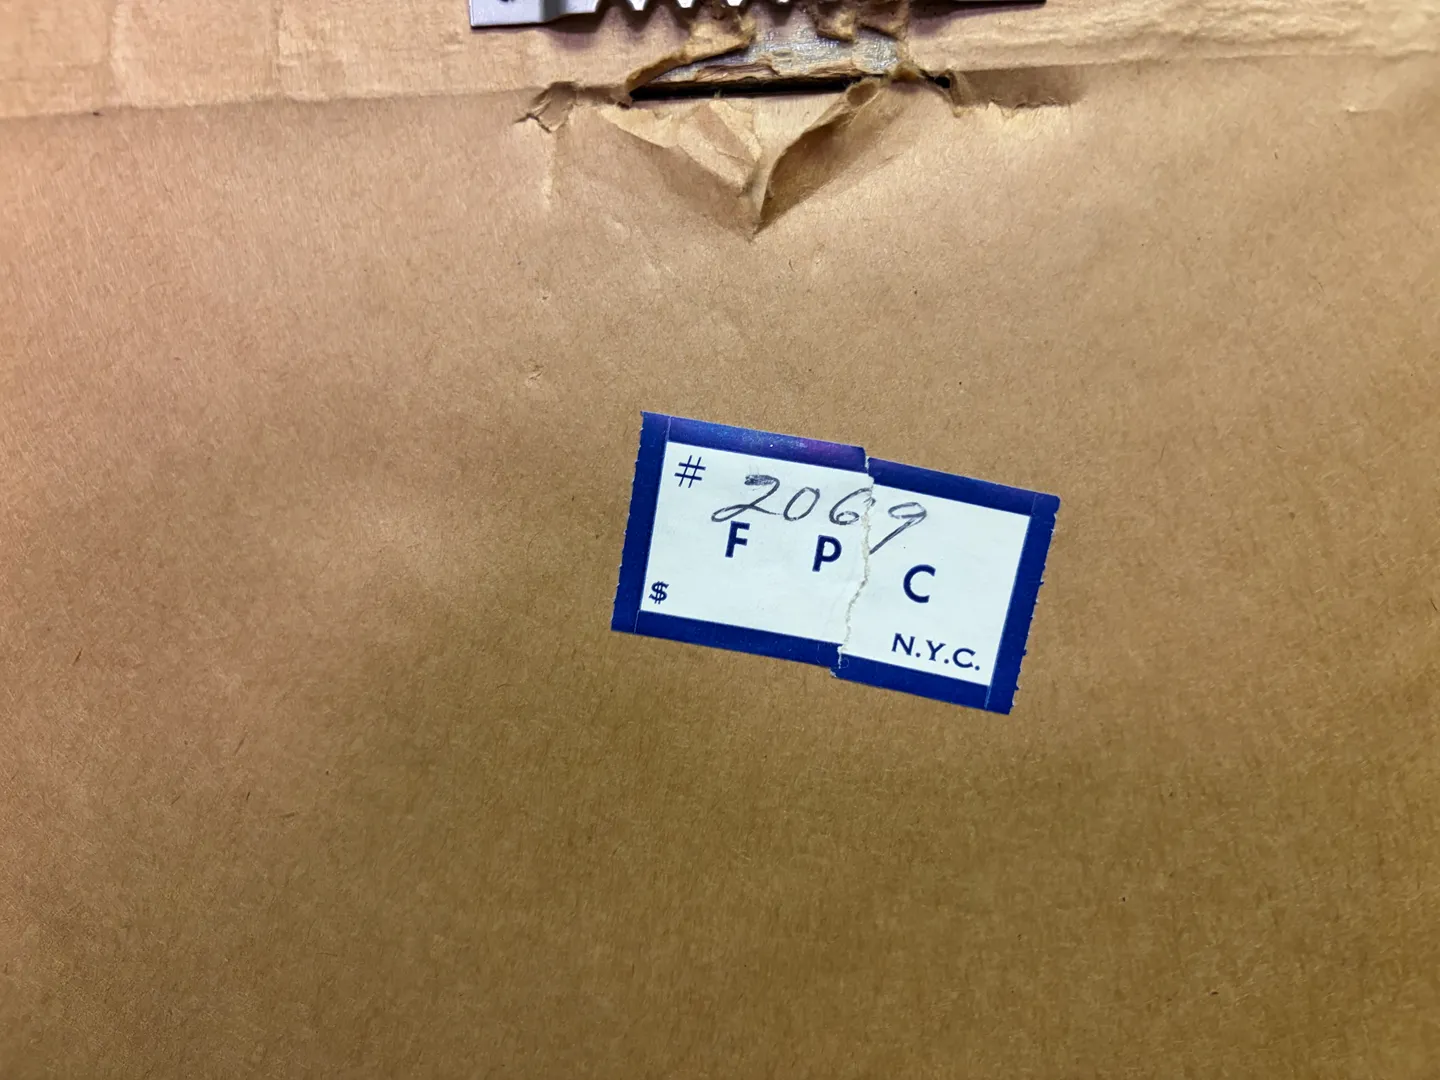 # 2069
F P C
$
N.Y.C.